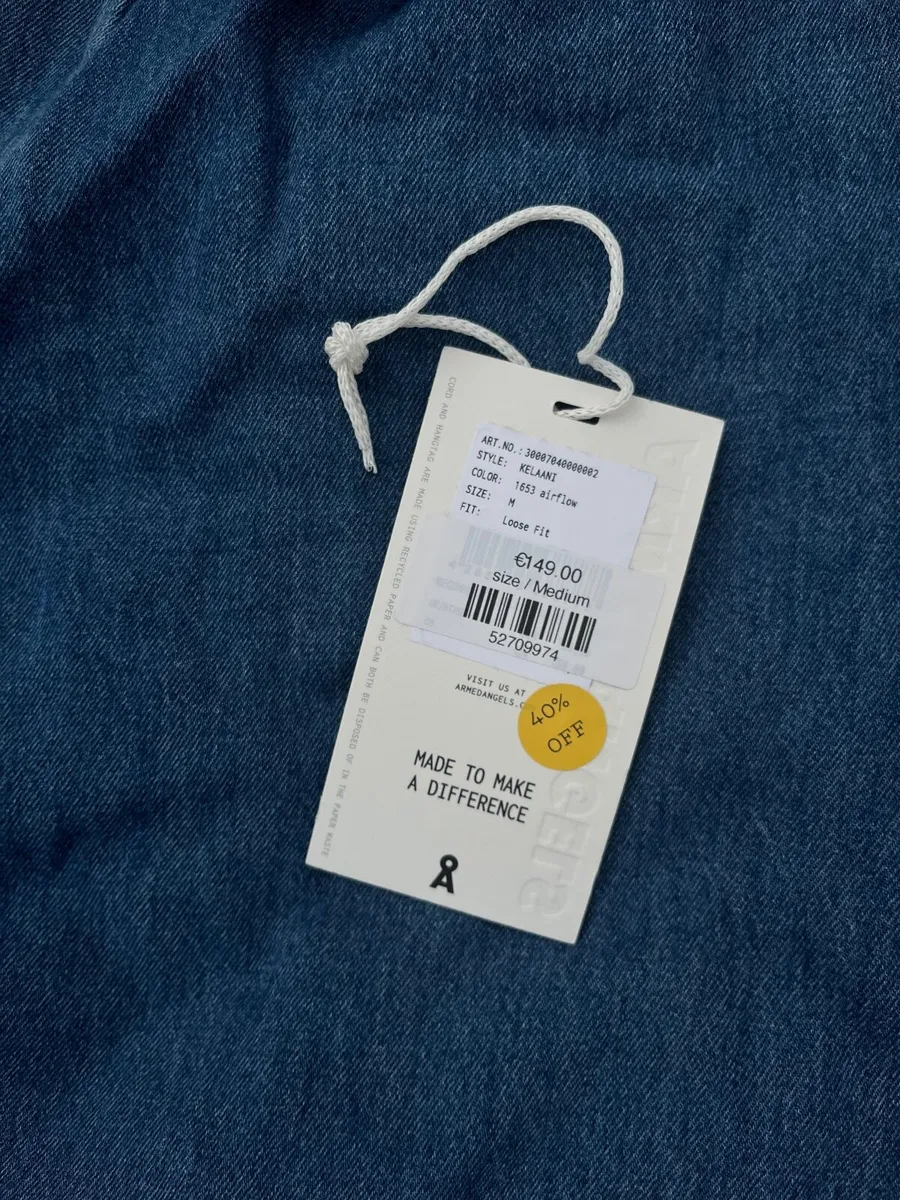 CORD AND HANGTAG ARE MADE USING RECYCLED PAPER AND CAN BOTH BE DISPOSED OF IN THE PAPER WASTE
ART.NO.: 30007040000002
STYLE: KELAANI
COLOR: 1653 airflow
SIZE: M
FIT: Loose Fit
€149.00
size / Medium
52709974
VISIT US AT
ARMEDANGELS.C
40%
OFF
MADE TO MAKE
A DIFFERENCE